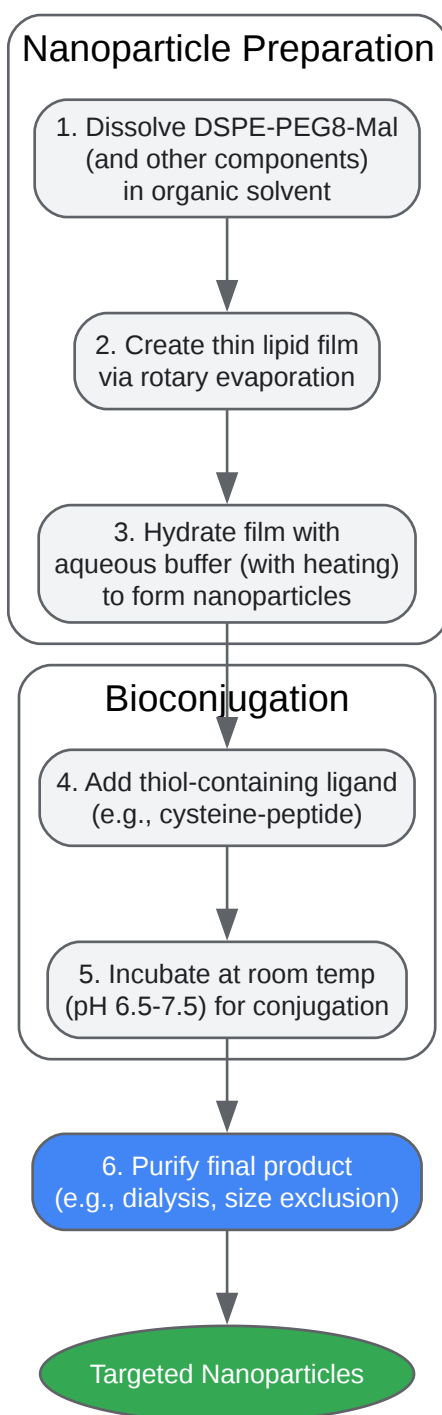 Nanoparticle Preparation
1. Dissolve DSPE-PEG8-Mal
(and other components)
in organic solvent
2. Create thin lipid film
via rotary evaporation
3. Hydrate film with
aqueous buffer (with heating)
to form nanoparticles
Bioconjugation
4. Add thiol-containing ligand
(e.g., cysteine-peptide)
5. Incubate at room temp
(pH 6.5-7.5) for conjugation
6. Purify final product
(e.g., dialysis, size exclusion)
Targeted Nanoparticles